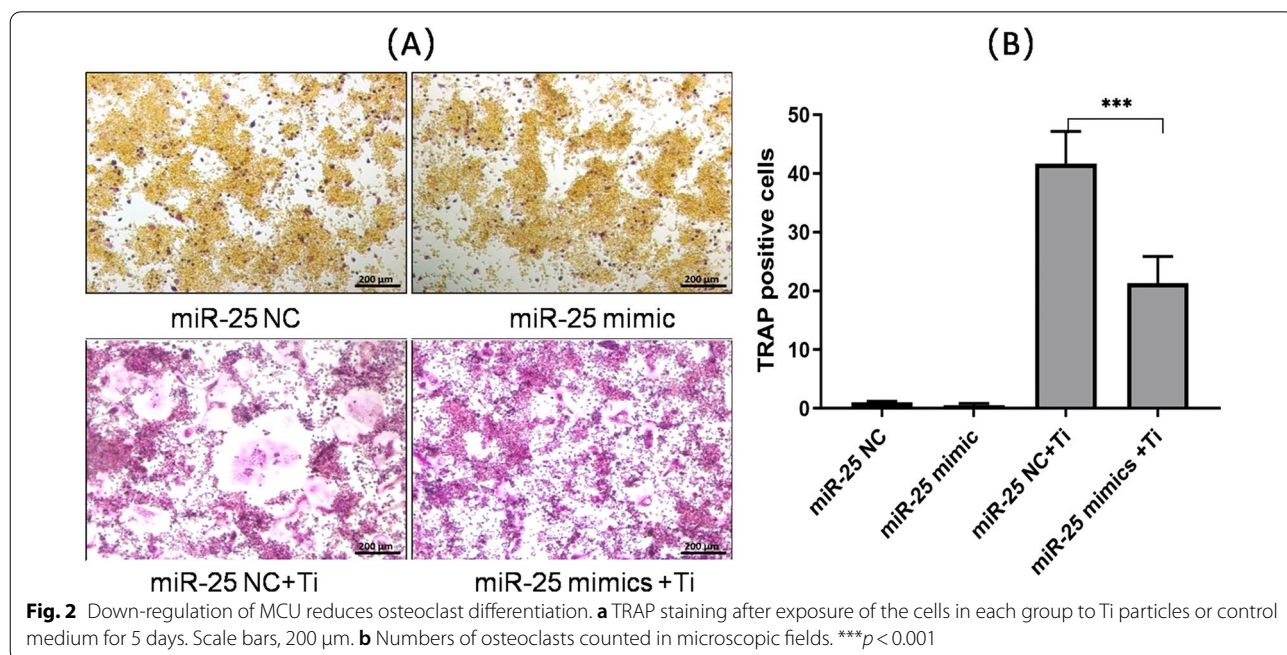 (A)
200 µm
200 µm
miR-25 NC
miR-25 mimic
200 µm
200 µm
miR-25 NC+Ti
miR-25 mimics +Ti
(B)
***
TRAP positive cells
50
40
30
20
10
0
miR-25 NC
miR-25 mimic
miR-25 NC+Ti
miR-25 mimics +Ti
Fig. 2 Down-regulation of MCU reduces osteoclast differentiation. a TRAP staining after exposure of the cells in each group to Ti particles or control
medium for 5 days. Scale bars, 200 µm. b Numbers of osteoclasts counted in microscopic fields. ***p < 0.001